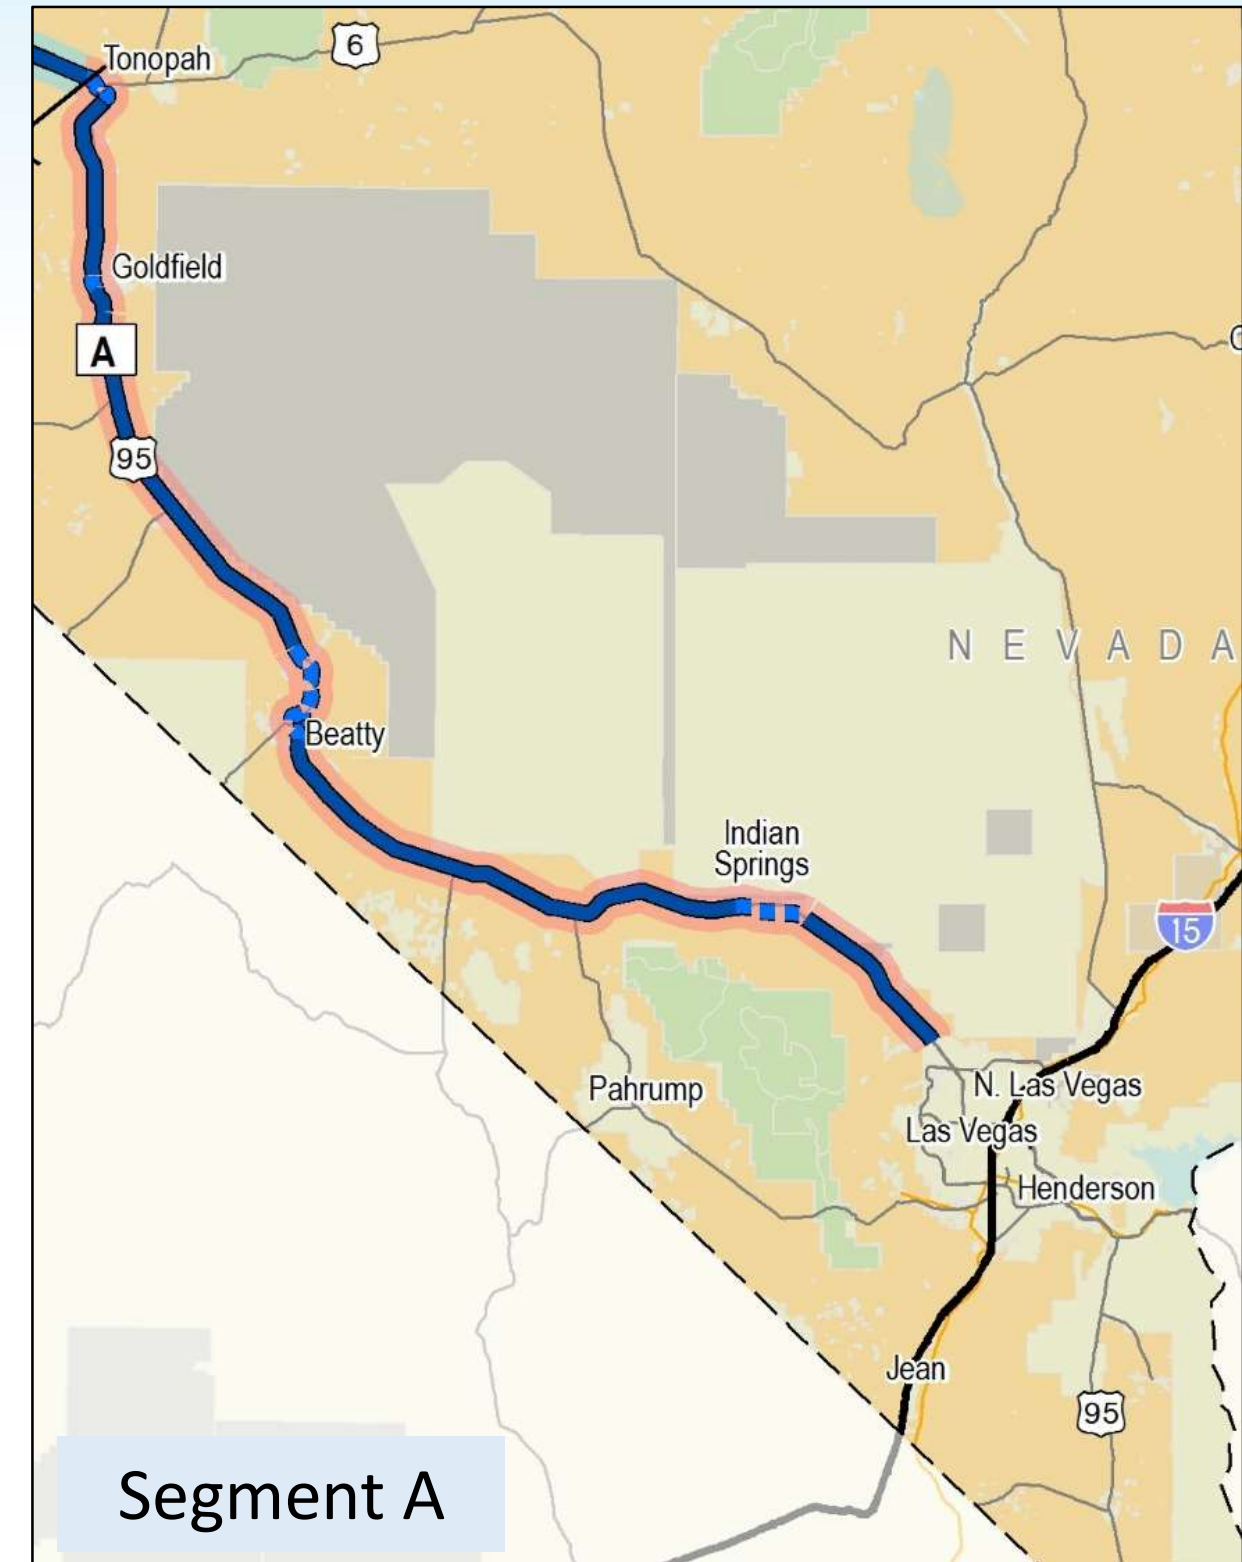 Tonopah
6
Goldfield
A
95
NEVADA
Beatty
Indian
Springs
15
Pahrump
N. Las Vegas
Las Vegas
Henderson
Jean
95
Segment A